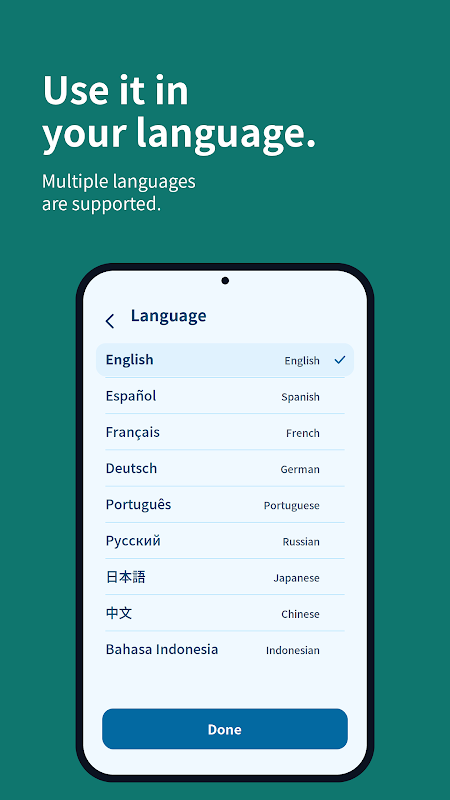 Use it in
your language.
Multiple languages
are supported.
Language
English English
Español Spanish
Français French
Deutsch German
Português Portuguese
Русский Russian
日本語 Japanese
中文 Chinese
Bahasa Indonesia Indonesian
Done